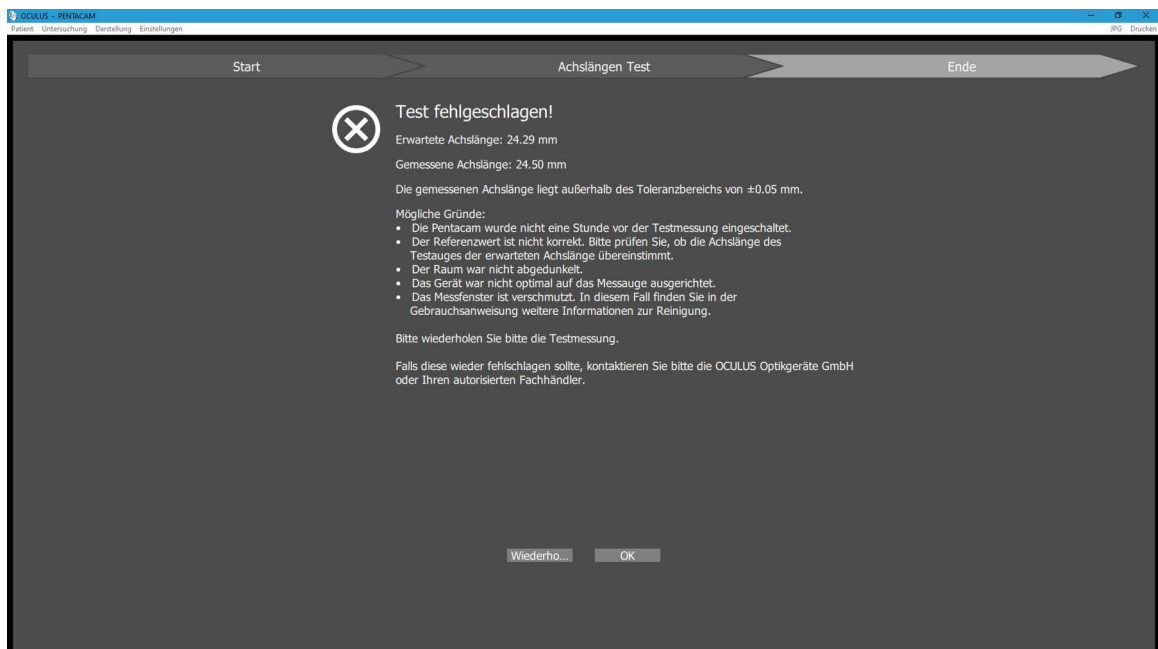 OCULUS - PENTACAM
Patient Untersuchung Darstellung Einstellungen JPG Drucken
Start Achslängen Test Ende
Test fehlgeschlagen!
Erwartete Achslänge: 24.29 mm
Gemessene Achslänge: 24.50 mm
Die gemessenen Achslänge liegt außerhalb des Toleranzbereichs von ±0.05 mm.
Mögliche Gründe:
• Die Pentacam wurde nicht eine Stunde vor der Testmessung eingeschaltet.
• Der Referenzwert ist nicht korrekt. Bitte prüfen Sie, ob die Achslänge des
Testauges der erwarteten Achslänge übereinstimmt.
• Der Raum war nicht abgedunkelt.
• Das Gerät war nicht optimal auf das Messauge ausgerichtet.
• Das Messfenster ist verschmutzt. In diesem Fall finden Sie in der
Gebrauchsanweisung weitere Informationen zur Reinigung.
Bitte wiederholen Sie bitte die Testmessung.
Falls diese wieder fehlschlagen sollte, kontaktieren Sie bitte die OCULUS Optikgeräte GmbH
oder Ihren autorisierten Fachhändler.
Wiederho... OK